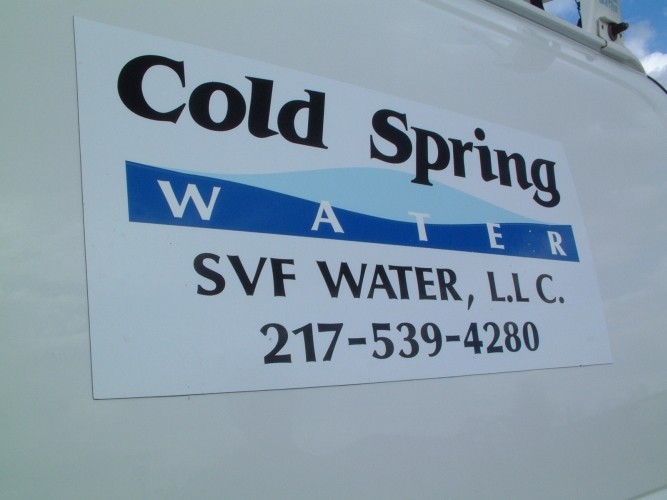 Cold Spring
WATER
SVF WATER, L.L C.
217-539-4280